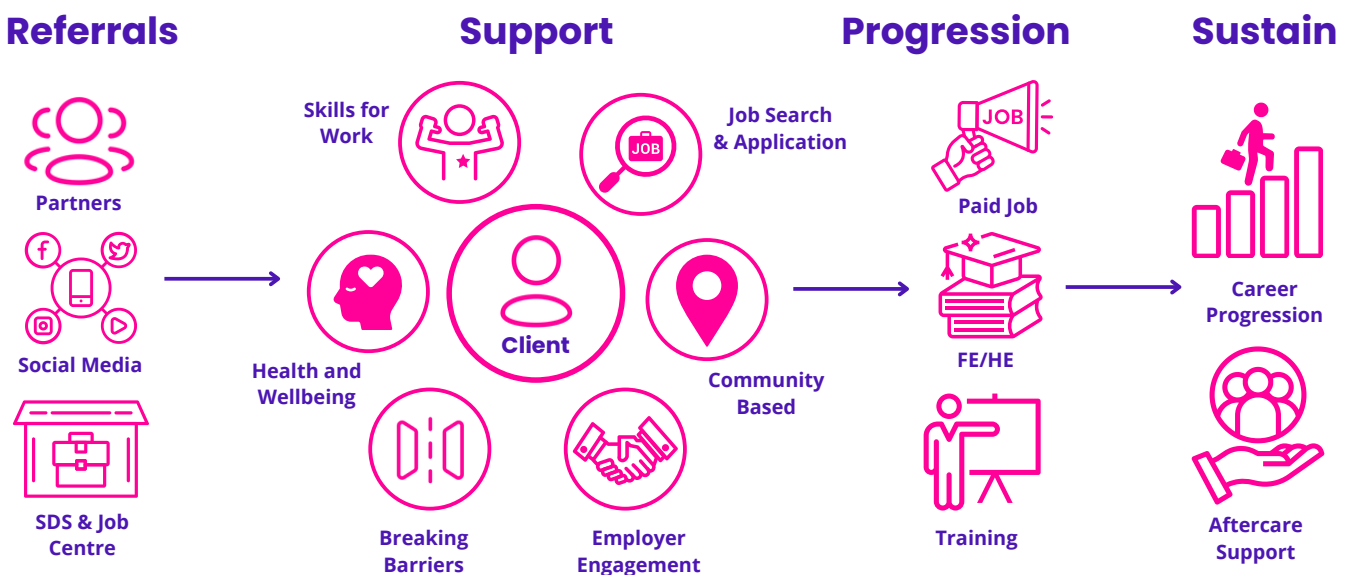 Referrals
Support
Progression
Sustain
Partners
Social Media
SDS & Job
Centre
Skills for
Work
JOB
Job Search
& Application
Health and
Wellbeing
Client
Community
Based
Breaking
Barriers
Employer
Engagement
JOB
Paid Job
FE/HE
Training
Career
Progression
Aftercare
Support